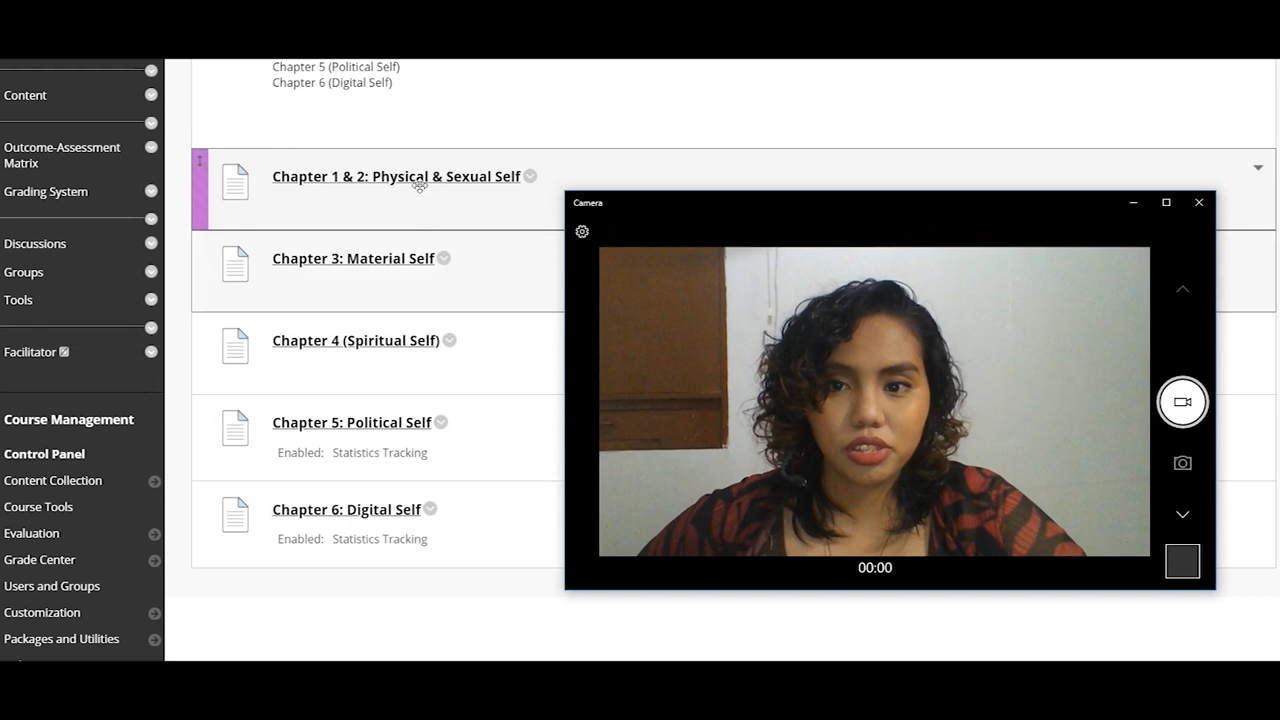 Chapter 5 (Political Self)
Chapter 6 (Digital Self)
Content
Outcome-Assessment
Matrix
Grading System
Discussions
Groups
Tools
Facilitator
Course Management
Control Panel
Content Collection
Course Tools
Evaluation
Grade Center
Users and Groups
Customization
Packages and Utilities
Chapter 1 & 2: Physical & Sexual Self
Chapter 3: Material Self
Chapter 4 (Spiritual Self)
Chapter 5: Political Self
Enabled: Statistics Tracking
Chapter 6: Digital Self
Enabled: Statistics Tracking
Camera
00:00